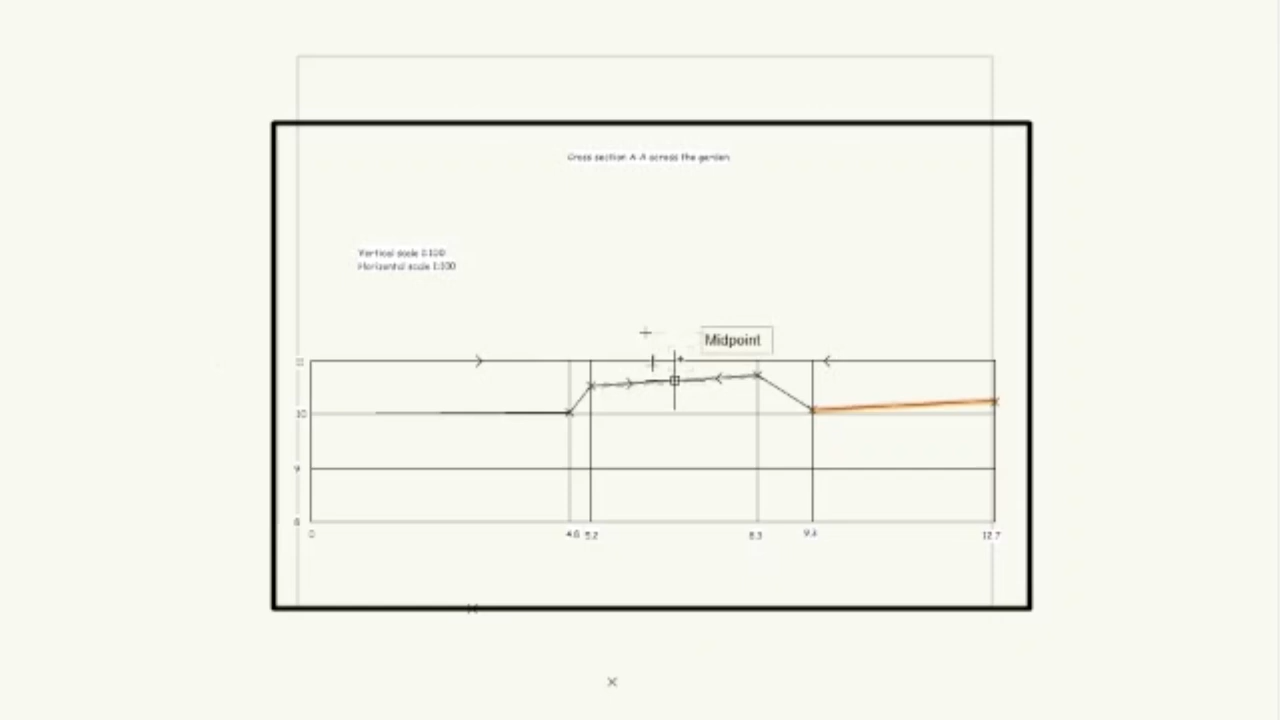 Cross section A-A across the garden
Vertical scale 1:100
Horizontal scale 1:100
Midpoint
11
10
9
8
0 4.8 5.2 8.3 9.3 12.7